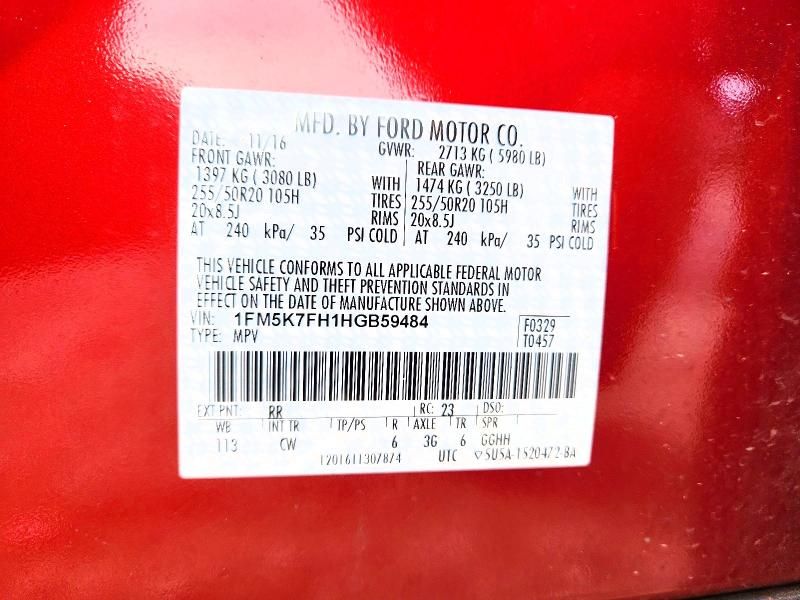 MFD. BY FORD MOTOR CO.
DATE: 11/16 GVWR: 2713 KG ( 5980 LB)
FRONT GAWR: REAR GAWR:
1397 KG ( 3080 LB) WITH 1474 KG ( 3250 LB) WITH
255/50R20 105H TIRES 255/50R20 105H TIRES
20x8.5J RIMS 20x8.5J RIMS
AT 240 kPa/ 35 PSI COLD AT 240 kPa/ 35 PSI COLD
THIS VEHICLE CONFORMS TO ALL APPLICABLE FEDERAL MOTOR
VEHICLE SAFETY AND THEFT PREVENTION STANDARDS IN
EFFECT ON THE DATE OF MANUFACTURE SHOWN ABOVE.
VIN: 1FM5K7FH1HGB59484 F0329
TYPE: MPV T0457
EXT PNT: RR RC: 23 DSO:
WB INT TR TP/PS R AXLE TR SPR
113 CW 6 3G 6 GGHH
UTC